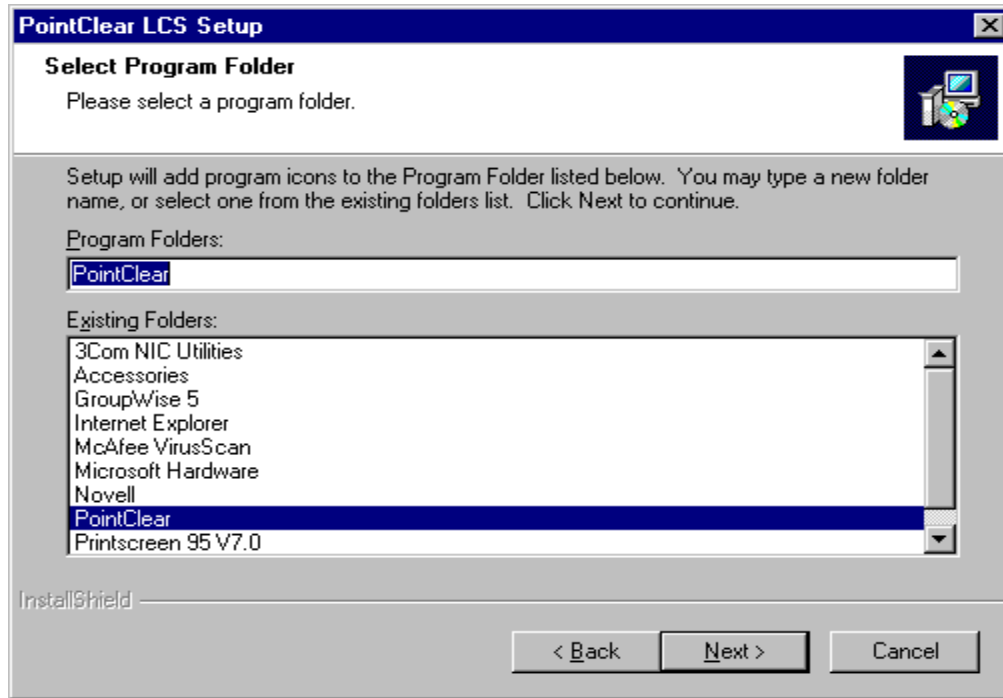 PointClear LCS Setup
Select Program Folder
Please select a program folder.
Setup will add program icons to the Program Folder listed below.  You may type a new folder
name, or select one from the existing folders list.  Click Next to continue.
Program Folders:
PointClear
Existing Folders:
3Com NIC Utilities
Accessories
GroupWise 5
Internet Explorer
McAfee VirusScan
Microsoft Hardware
Novell
PointClear
Printscreen 95 V7.0
InstallShield
< Back   Next >   Cancel